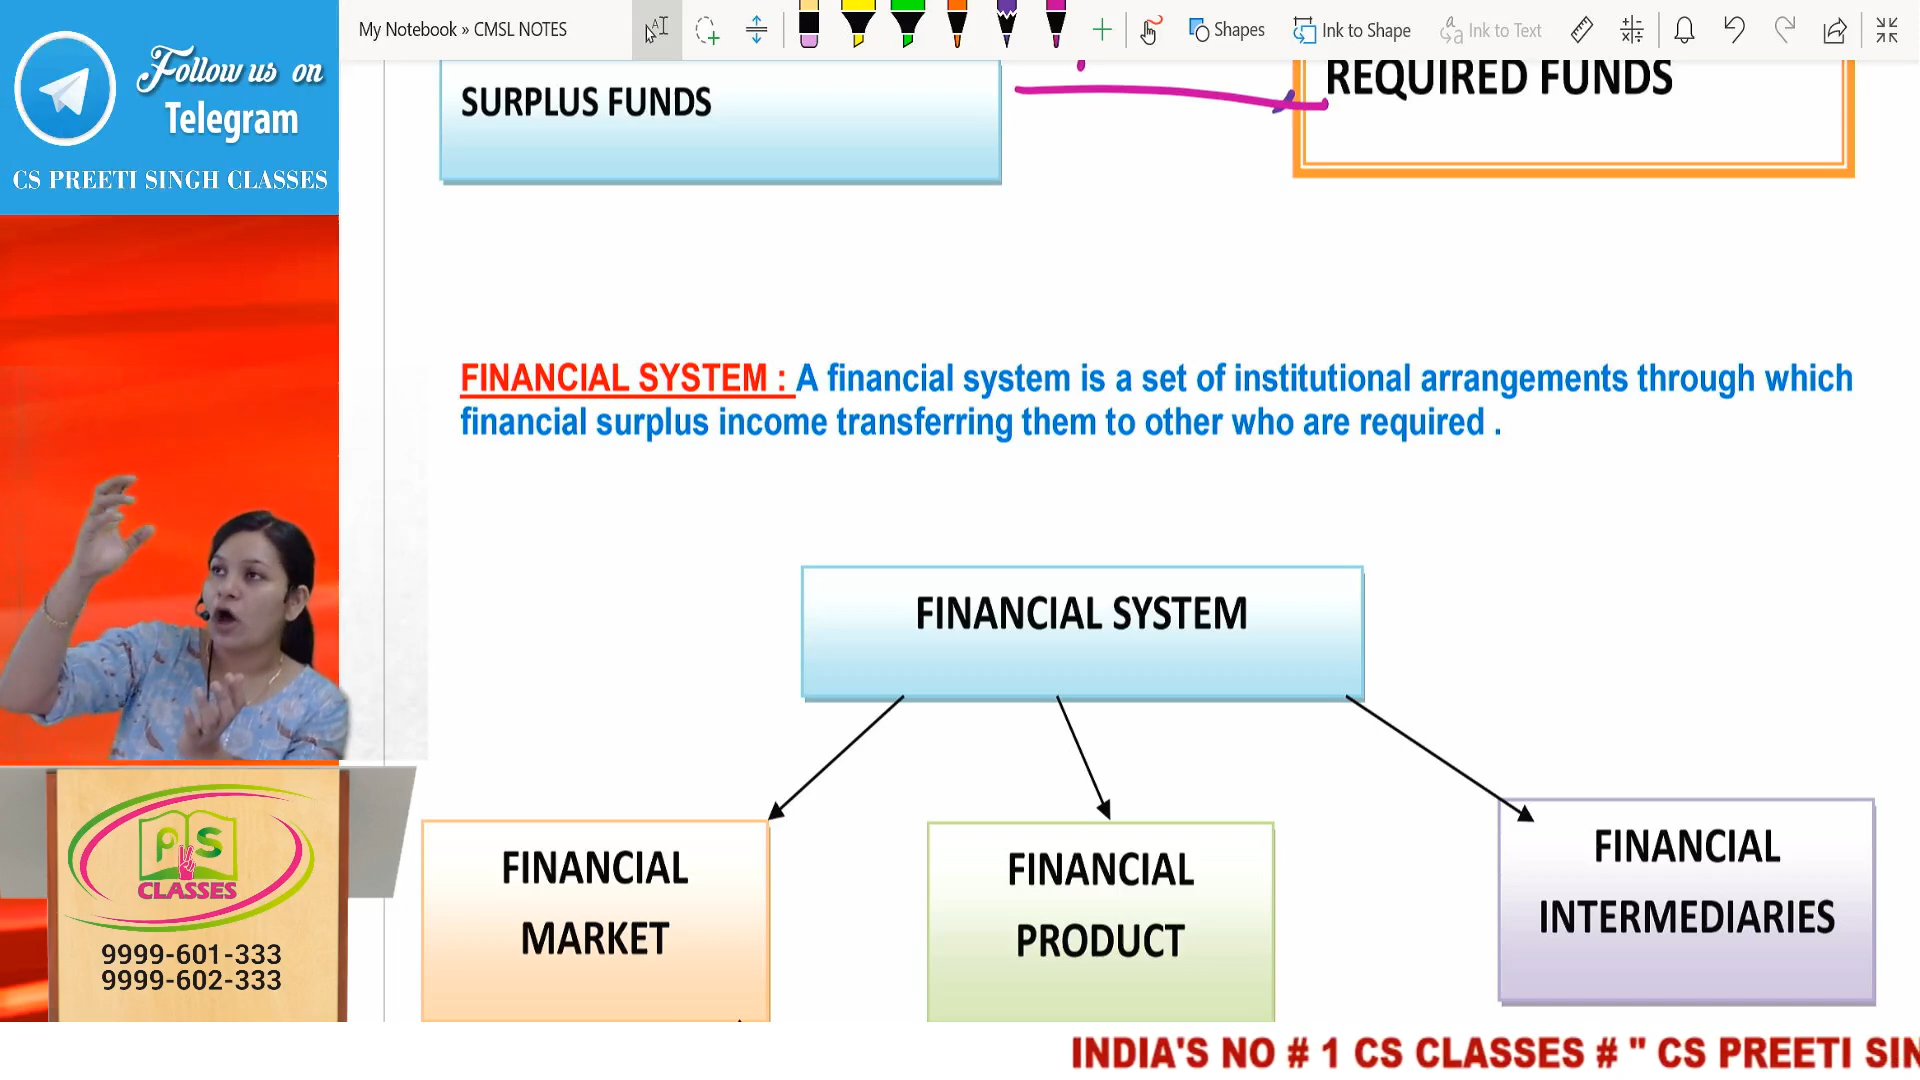 Follow us on
Telegram
CS PREETI SINGH CLASSES
My Notebook » CMSL NOTES
Shapes
Ink to Shape
Ink to Text
SURPLUS FUNDS
REQUIRED FUNDS
FINANCIAL SYSTEM : A financial system is a set of institutional arrangements through which
financial surplus income transferring them to other who are required .
FINANCIAL SYSTEM
FINANCIAL
MARKET
FINANCIAL
PRODUCT
FINANCIAL
INTERMEDIARIES
PS
CLASSES
9999-601-333
9999-602-333
INDIA'S NO # 1 CS CLASSES # " CS PREETI SIN